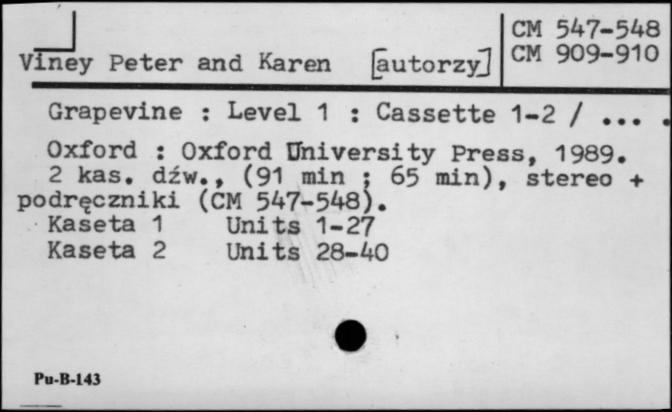 CM 547-548
CM 909-910
Viney Peter and Karen [autorzy]
Grapevine : Level 1 : Cassette 1-2 / ... .
Oxford : Oxford University Press, 1989.
2 kas. dźw., (91 min ; 65 min), stereo +
podręczniki (CM 547-548).
Kaseta 1 Units 1-27
Kaseta 2 Units 28-40
Pu-B-143